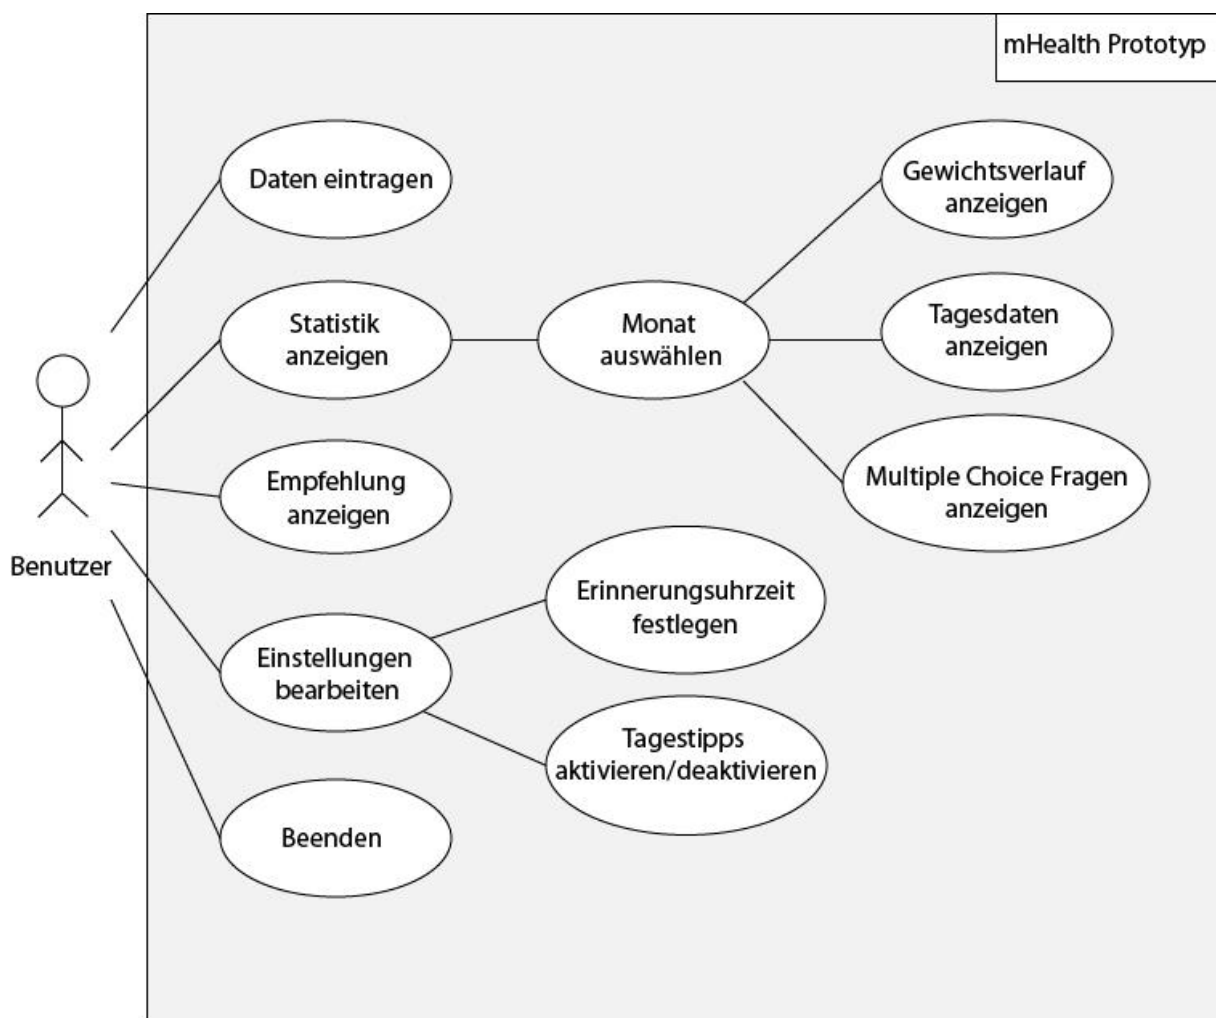 mHealth Prototyp
Daten eintragen
Gewichtsverlauf
anzeigen
Statistik
anzeigen
Monat
auswählen
Tagesdaten
anzeigen
Empfehlung
anzeigen
Multiple Choice Fragen
anzeigen
Benutzer
Erinnerungsuhrzeit
festlegen
Einstellungen
bearbeiten
Tagestipps
aktivieren/deaktivieren
Beenden